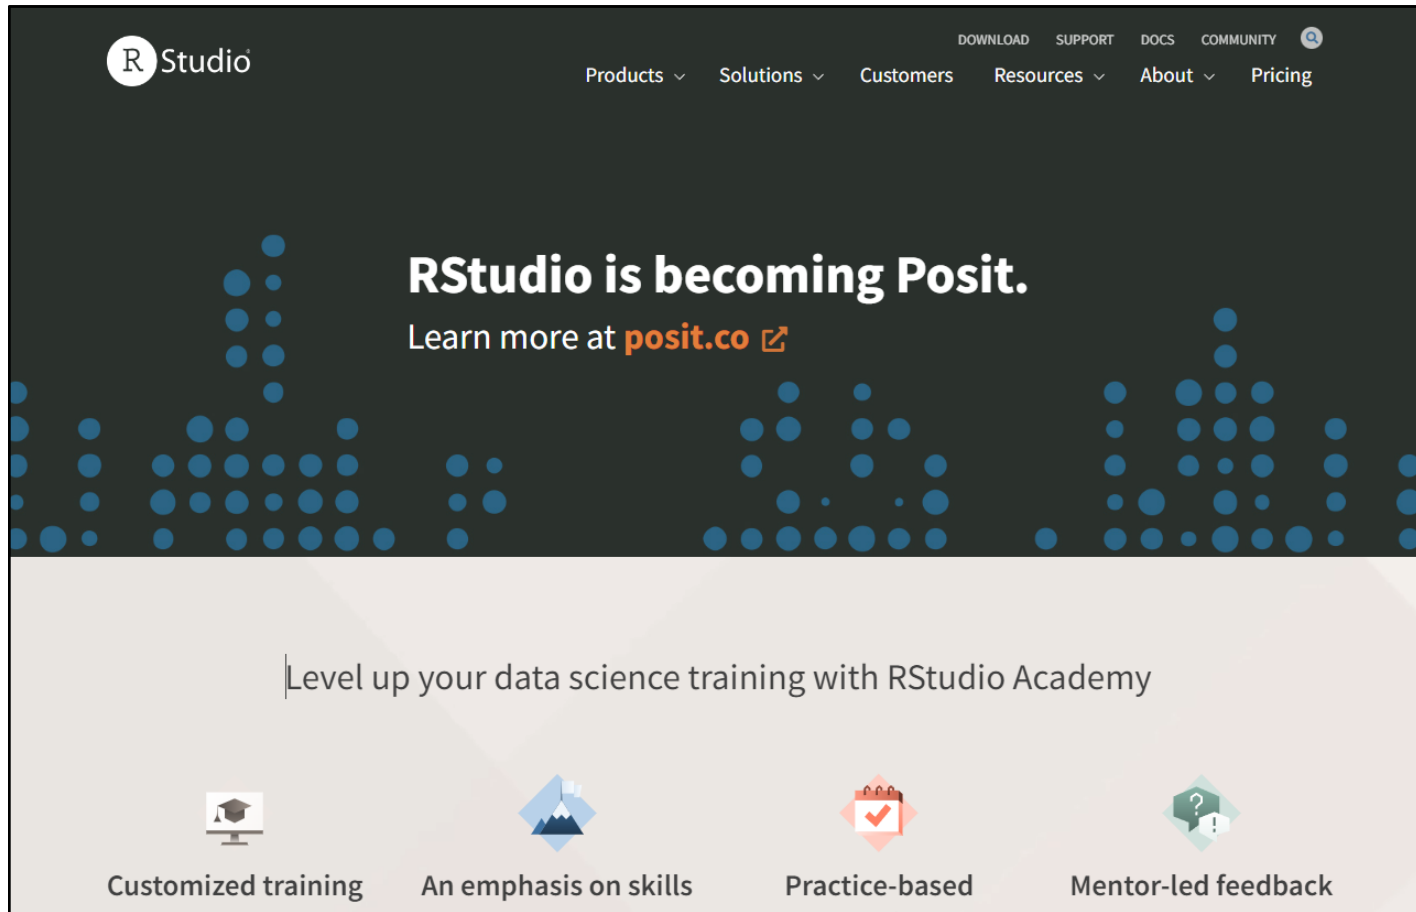 R Studio
DOWNLOAD SUPPORT DOCS COMMUNITY
Products Solutions Customers Resources About Pricing
RStudio is becoming Posit.
Learn more at posit.co
Level up your data science training with RStudio Academy
? !
Customized training An emphasis on skills Practice-based Mentor-led feedback